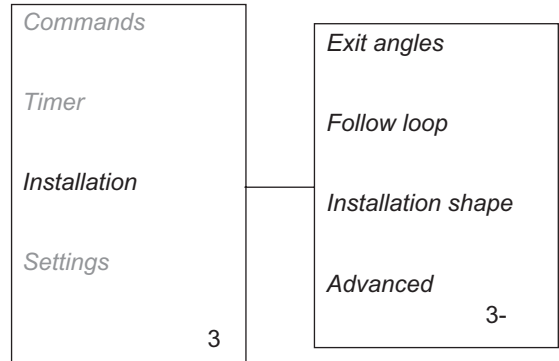 Commands
Timer
Installation
Settings
3
Exit angles
Follow loop
Installation shape
Advanced
3-